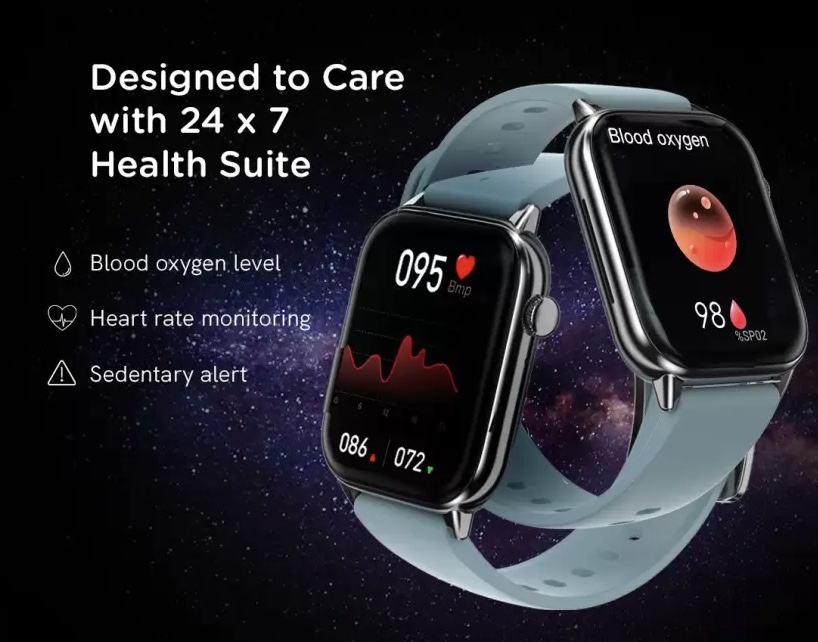 Designed to Care
with 24 x 7
Health Suite
Blood oxygen level
Heart rate monitoring
Sedentary alert
095
Bmp
086
072
Blood oxygen
98
%SPO2